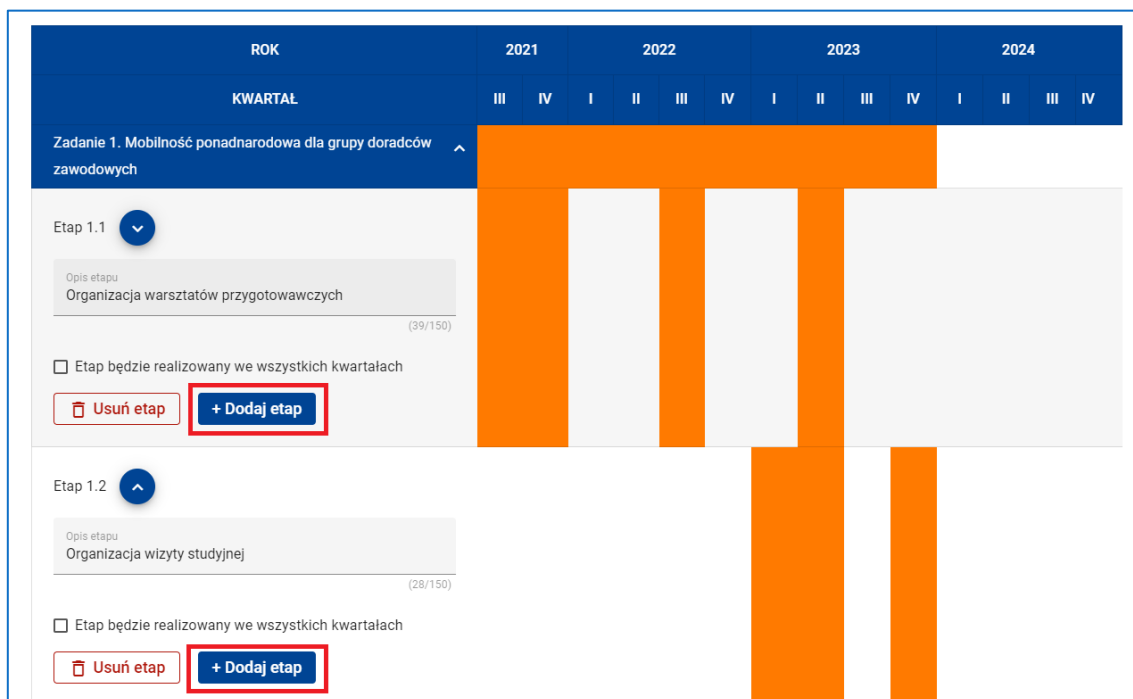 ROK 2021 2022 2023 2024
KWARTAŁ III IV I II III IV I II III IV I II III IV
Zadanie 1. Mobilność ponadnarodowa dla grupy doradców
zawodowych
Etap 1.1
Opis etapu
Organizacja warsztatów przygotowawczych
(39/150)
Etap będzie realizowany we wszystkich kwartałach
Usuń etap + Dodaj etap
Etap 1.2
Opis etapu
Organizacja wizyty studyjnej
(28/150)
Etap będzie realizowany we wszystkich kwartałach
Usuń etap + Dodaj etap